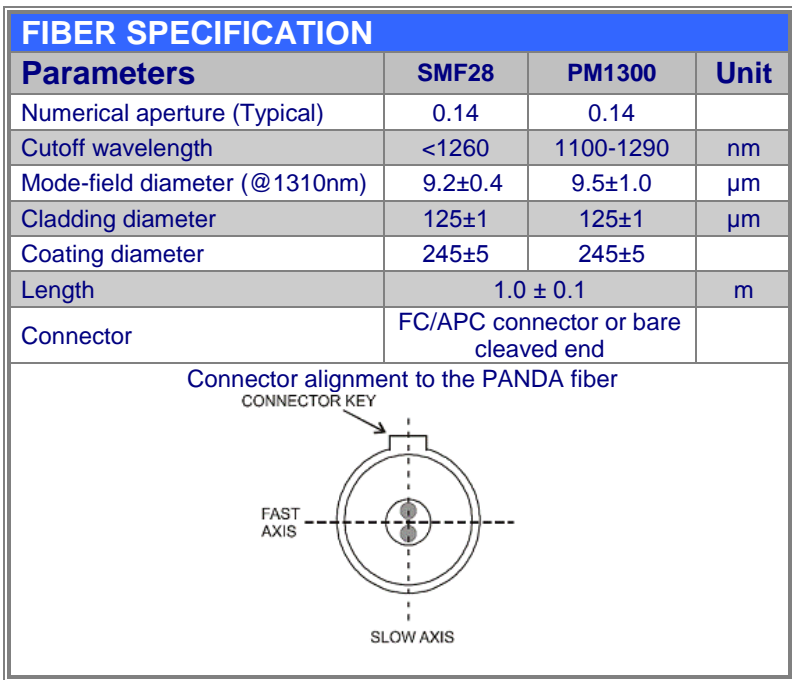 FIBER SPECIFICATION
Parameters SMF28 PM1300 Unit
Numerical aperture (Typical) 0.14 0.14
Cutoff wavelength <1260 1100-1290 nm
Mode-field diameter (@1310nm) 9.2±0.4 9.5±1.0 µm
Cladding diameter 125±1 125±1 µm
Coating diameter 245±5 245±5
Length 1.0 ± 0.1 m
Connector FC/APC connector or bare
cleaved end
Connector alignment to the PANDA fiber
CONNECTOR KEY
FAST
AXIS
SLOW AXIS